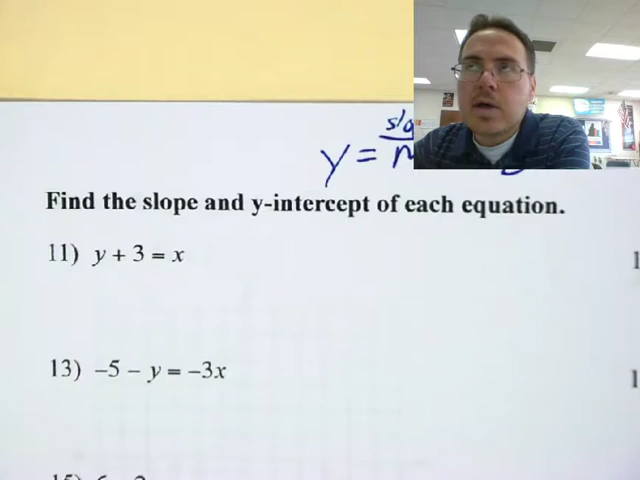 y =
Find the slope and y-intercept of each equation.
11) y + 3 = x
13) –5 – y = –3x